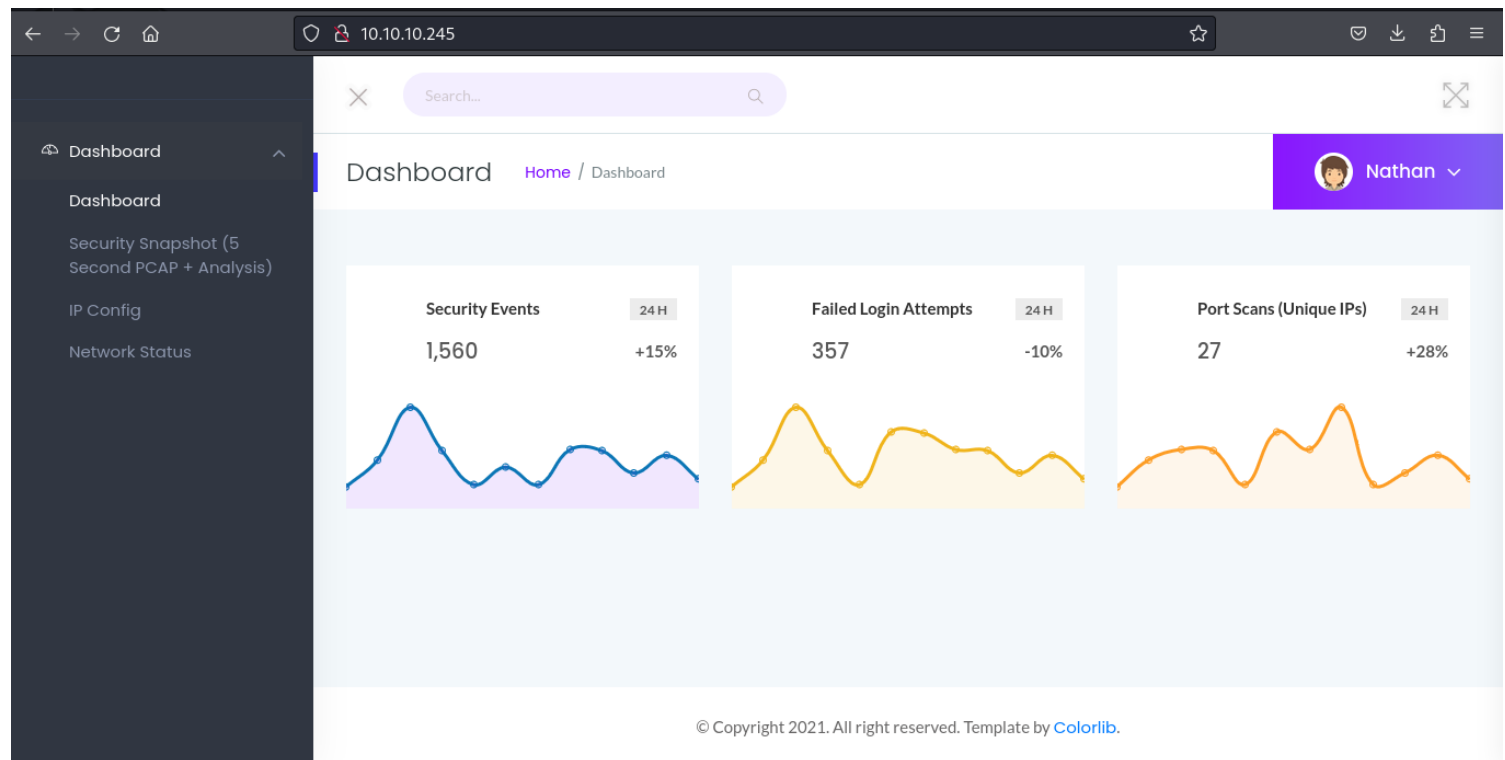 10.10.10.245
Search...
Dashboard
Dashboard
Security Snapshot (5
Second PCAP + Analysis)
IP Config
Network Status
Dashboard Home / Dashboard
Nathan
Security Events 24 H
1,560 +15%
Failed Login Attempts 24 H
357 -10%
Port Scans (Unique IPs) 24 H
27 +28%
© Copyright 2021. All right reserved. Template by Colorlib.